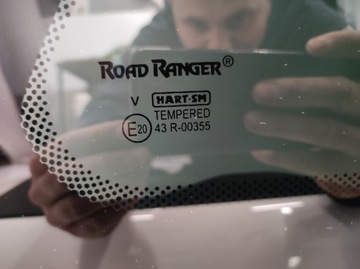 ROAD RANGER®
V HART-SM
TEMPERED
E20 43 R-00355